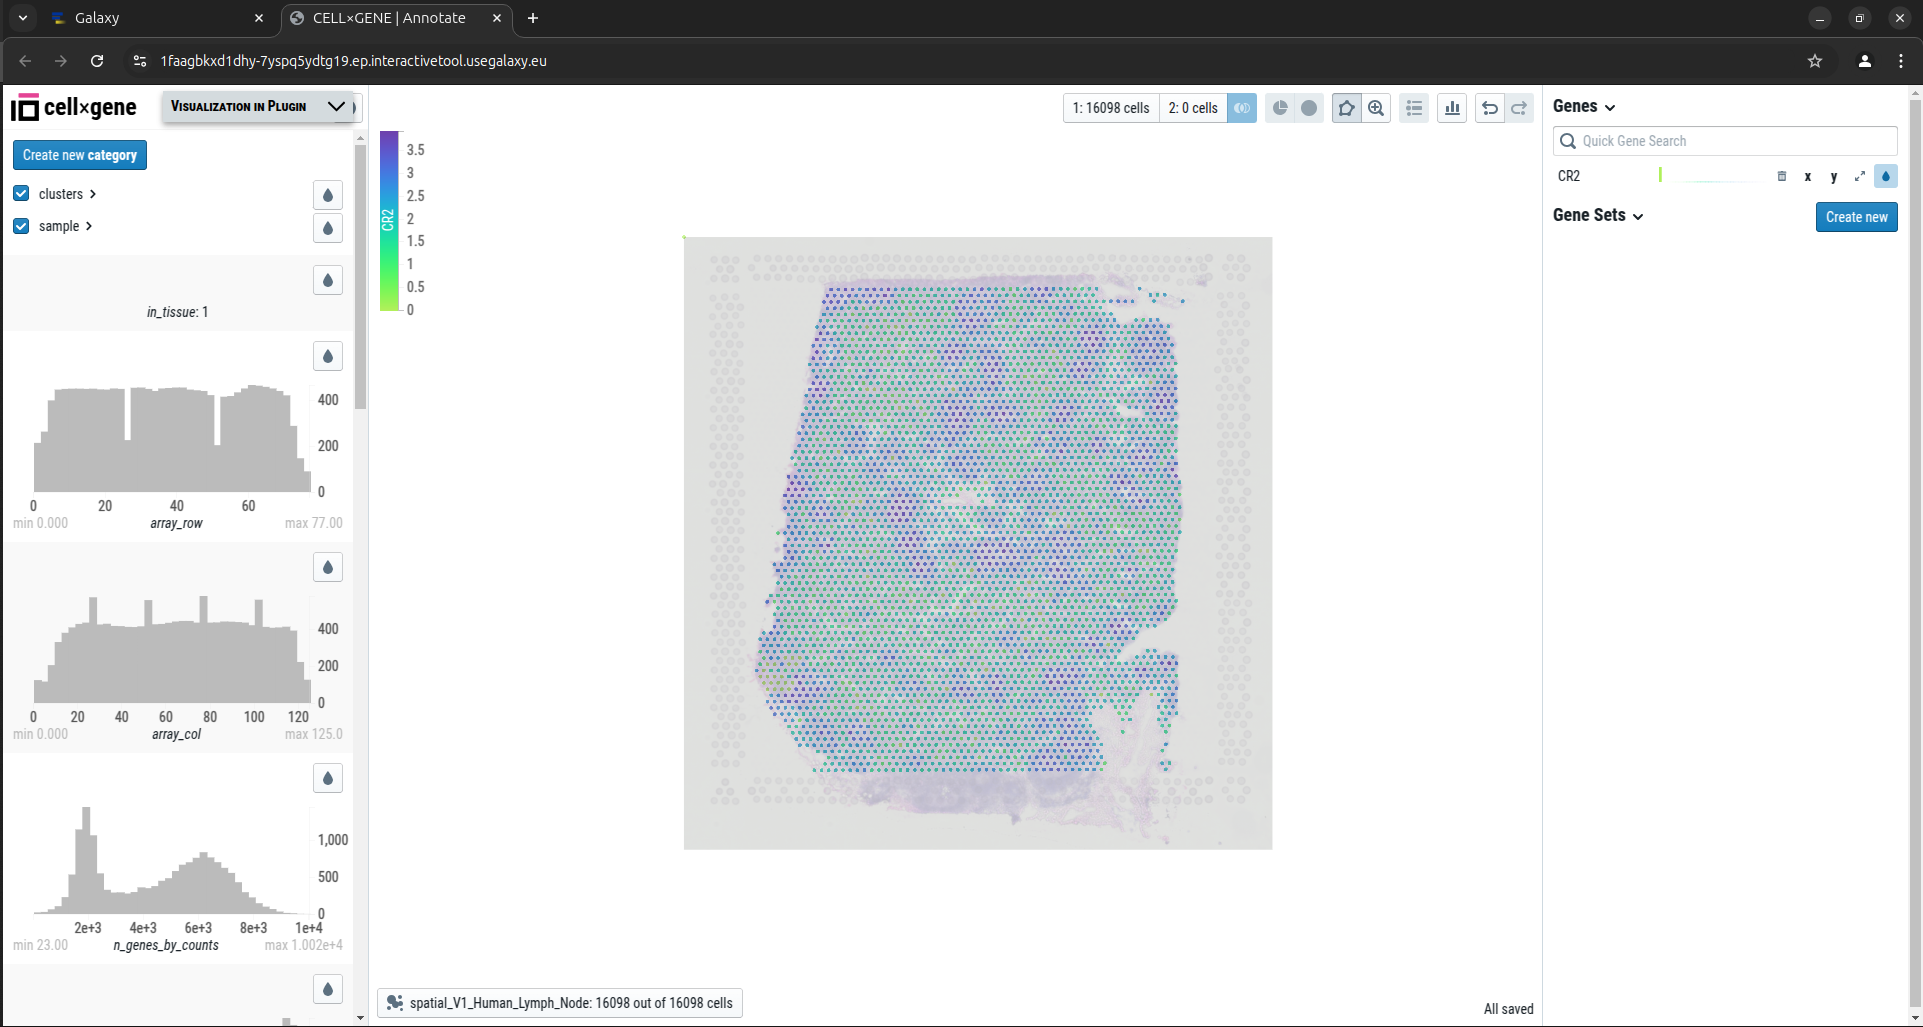 Galaxy
CELL×GENE | Annotate
1faagbkxd1dhy-7yspq5ydtg19.ep.interactivetool.usegalaxy.eu
cell×gene
Visualization in Plugin
Create new category
clusters
sample
in_tissue: 1
400
200
0
0 20 40 60
min 0.000 array_row max 77.00
400
200
0
0 20 40 60 80 100 120
min 0.000 array_col max 125.0
1,000
500
0
2e+3 4e+3 6e+3 8e+3 1e+4
min 23.00 n_genes_by_counts max 1.002e+4
1: 16098 cells
2: 0 cells
CR2
3.5
3
2.5
2
1.5
1
0.5
0
spatial_V1_Human_Lymph_Node: 16098 out of 16098 cells
All saved
Genes
Quick Gene Search
CR2 x y
Gene Sets
Create new